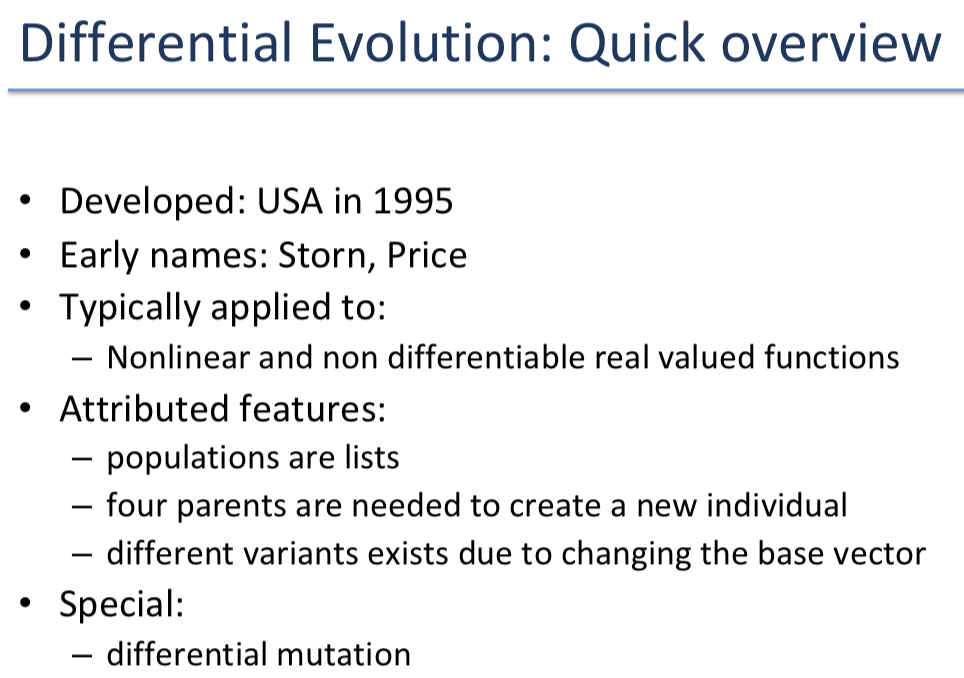 Differential Evolution: Quick overview
• Developed: USA in 1995
• Early names: Storn, Price
• Typically applied to:
– Nonlinear and non differentiable real valued functions
• Attributed features:
– populations are lists
– four parents are needed to create a new individual
– different variants exists due to changing the base vector
• Special:
– differential mutation